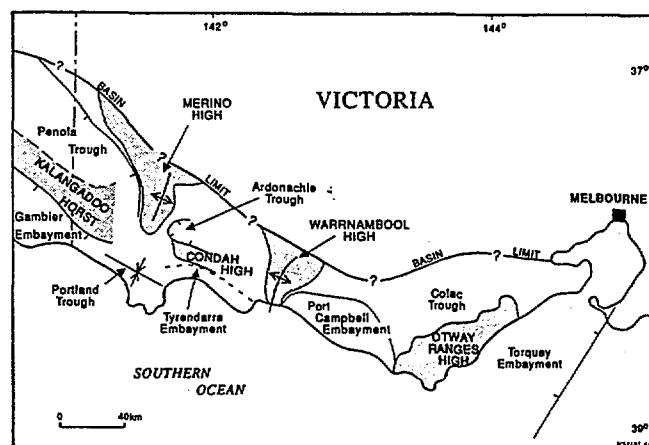 142°
144°
37°
?
BASIN
MERINO
HIGH
VICTORIA
Penola
Trough
?
LIMIT
Ardonachie
Trough
KALANGADOO
HORST
MELBOURNE
Gambier
Embayment
?
WARRNAMBOOL
HIGH
CONDAH
HIGH
?
BASIN
LIMIT
?
?
Portland
Trough
Tyrendarra
Embayment
Port
Campbell
Embayment
Colac
Trough
OTWAY
RANGES
HIGH
Torquay
Embayment
SOUTHERN
OCEAN
0
40km
39°